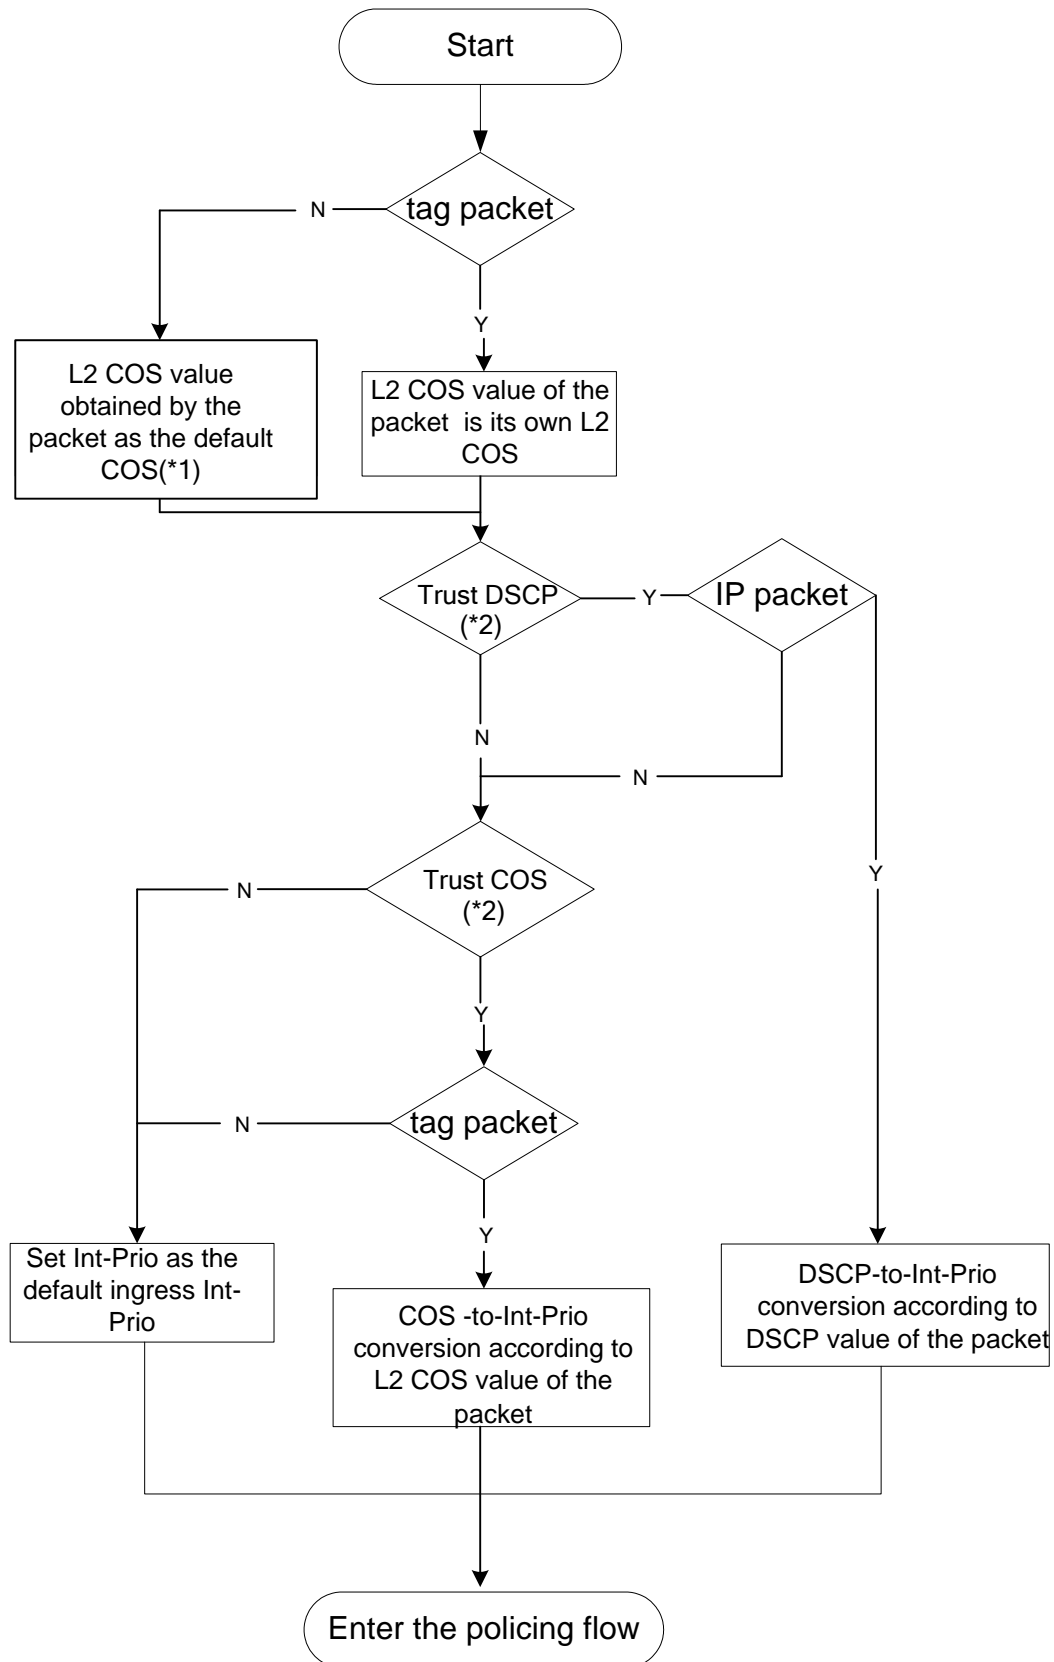 Start
tag packet
N
Y
L2 COS value
obtained by the
packet as the default
COS(*1)
L2 COS value of the
packet is its own L2
COS
Trust DSCP
(*2)
Y
IP packet
N
N
Y
Trust COS
(*2)
N
Y
tag packet
N
Y
Set Int-Prio as the
default ingress Int-
Prio
COS -to-Int-Prio
conversion according to
L2 COS value of the
packet
DSCP-to-Int-Prio
conversion according to
DSCP value of the packet
Enter the policing flow